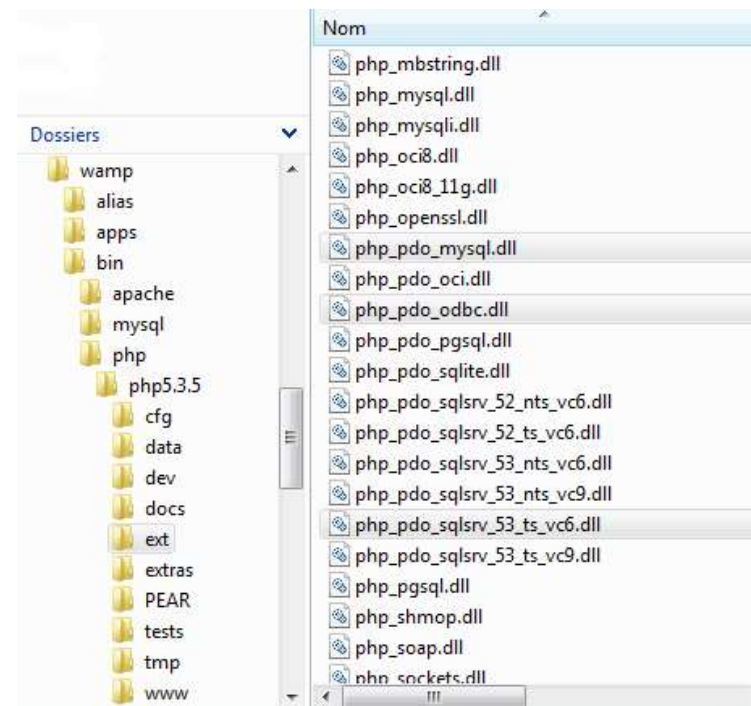 Dossiers
wamp
alias
apps
bin
apache
mysql
php
php5.3.5
cfg
data
dev
docs
ext
extras
PEAR
tests
tmp
www
Nom
php_mbstring.dll
php_mysql.dll
php_mysqli.dll
php_oci8.dll
php_oci8_11g.dll
php_openssl.dll
php_pdo_mysql.dll
php_pdo_oci.dll
php_pdo_odbc.dll
php_pdo_pgsql.dll
php_pdo_sqlite.dll
php_pdo_sqlsrv_52_nts_vc6.dll
php_pdo_sqlsrv_52_ts_vc6.dll
php_pdo_sqlsrv_53_nts_vc6.dll
php_pdo_sqlsrv_53_nts_vc9.dll
php_pdo_sqlsrv_53_ts_vc6.dll
php_pdo_sqlsrv_53_ts_vc9.dll
php_pgsql.dll
php_shmop.dll
php_soap.dll
php_sockets.dll